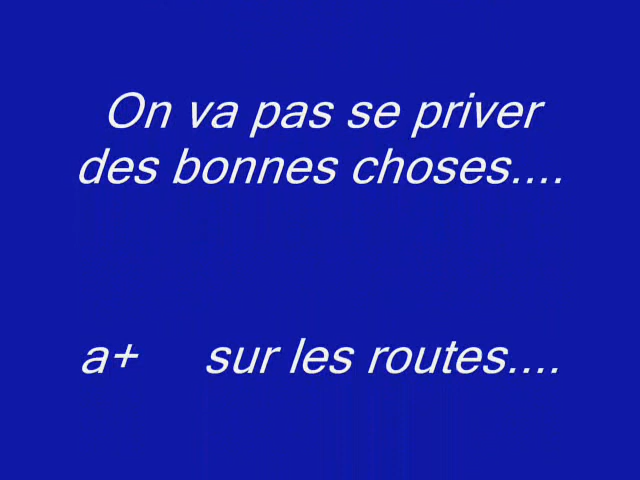 On va pas se priver
des bonnes choses....
a+ sur les routes....